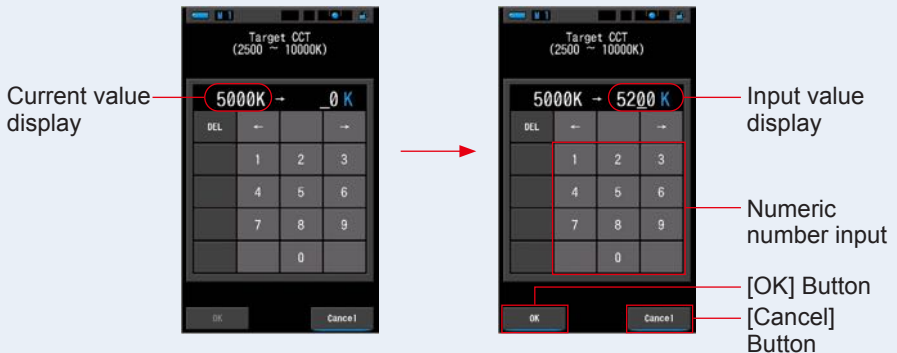 M 1
Target CCT
(2500 ~ 10000K)
5000K → _0 K
DEL ← →
1 2 3
4 5 6
7 8 9
0
OK Cancel
Current value
display
M 1
Target CCT
(2500 ~ 10000K)
5000K → 5200 K
DEL ← →
1 2 3
4 5 6
7 8 9
0
OK Cancel
Input value
display
Numeric
number input
[OK] Button
[Cancel]
Button